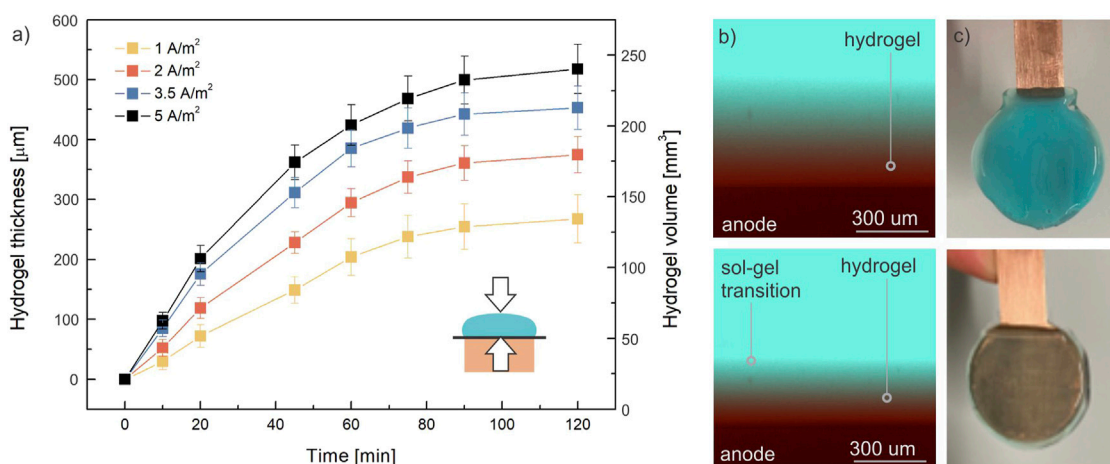 a)
600
500
400
300
200
100
0
Hydrogel thickness [μm]
1 A/m²
2 A/m²
3.5 A/m²
5 A/m²
250
200
150
100
50
0
Hydrogel volume [mm³]
0 20 40 60 80 100 120
Time [min]
b)
hydrogel
anode
300 um
sol-gel
transition
hydrogel
anode
300 um
c)